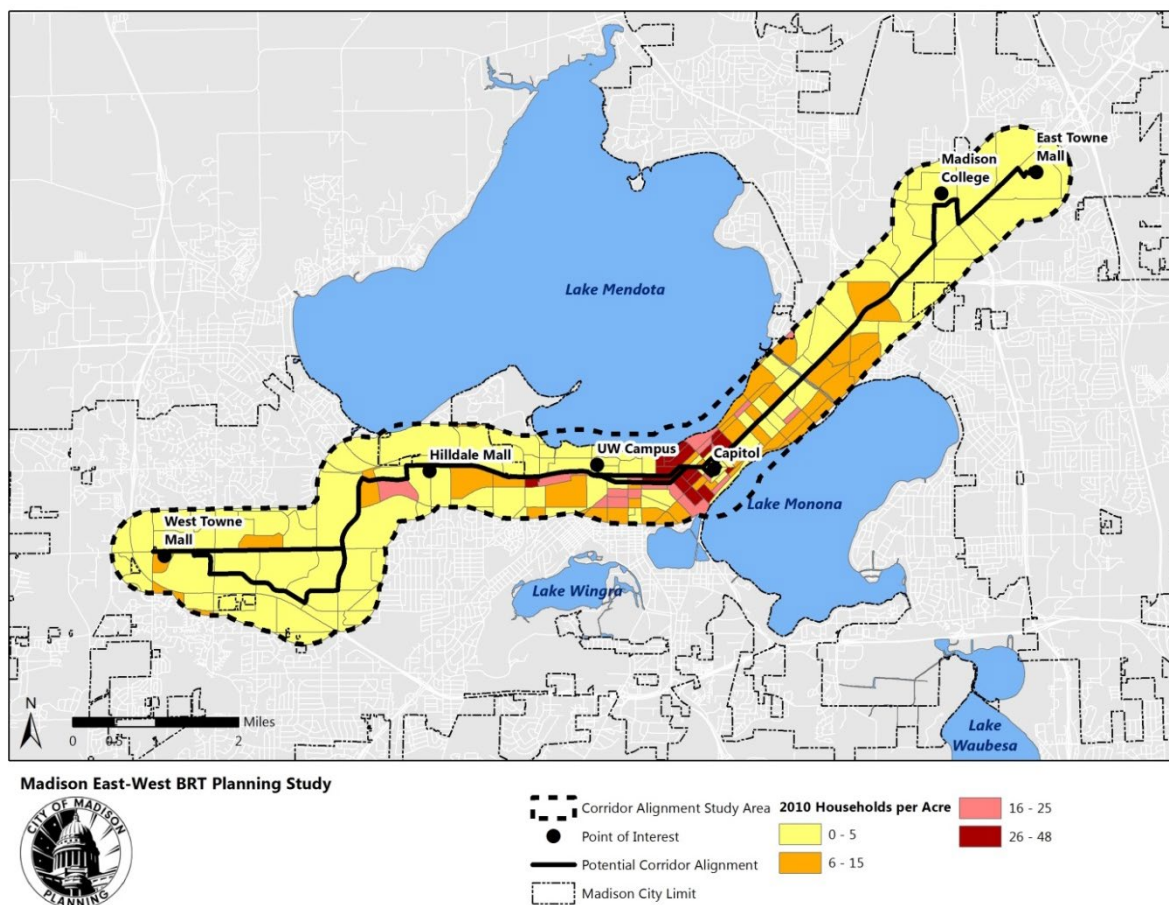 East Towne
Mall
Madison
College
Lake Mendota
Hilldale Mall
UW Campus
Capitol
Lake Monona
West Towne
Mall
Lake Wingra
N
Miles
0 0.5 1 2
Lake
Waubesa
Madison East-West BRT Planning Study
CITY OF MADISON
PLANNING
Corridor Alignment Study Area
Point of Interest
Potential Corridor Alignment
Madison City Limit
2010 Households per Acre
0 - 5
6 - 15
16 - 25
26 - 48